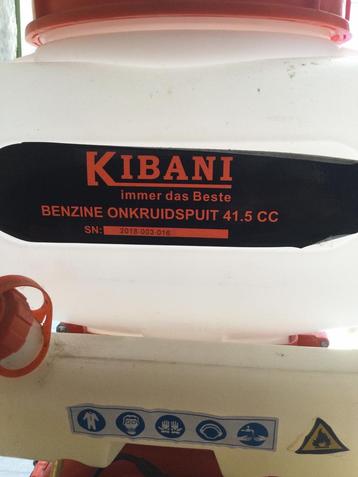 KIBANI
immer das Beste
BENZINE ONKRUIDSPUIT 41.5 CC
SN: 2018 003 016